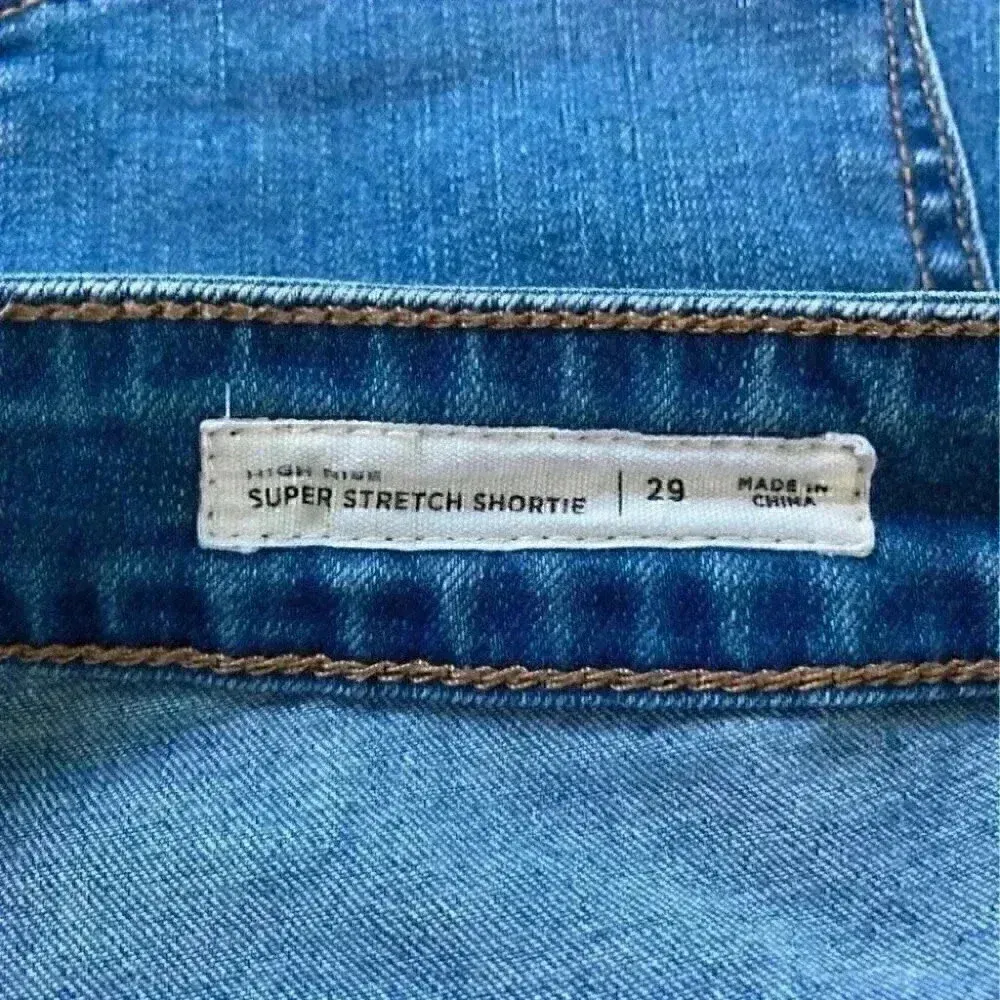 HIGH RISE
SUPER STRETCH SHORTIE
29
MADE IN
CHINA